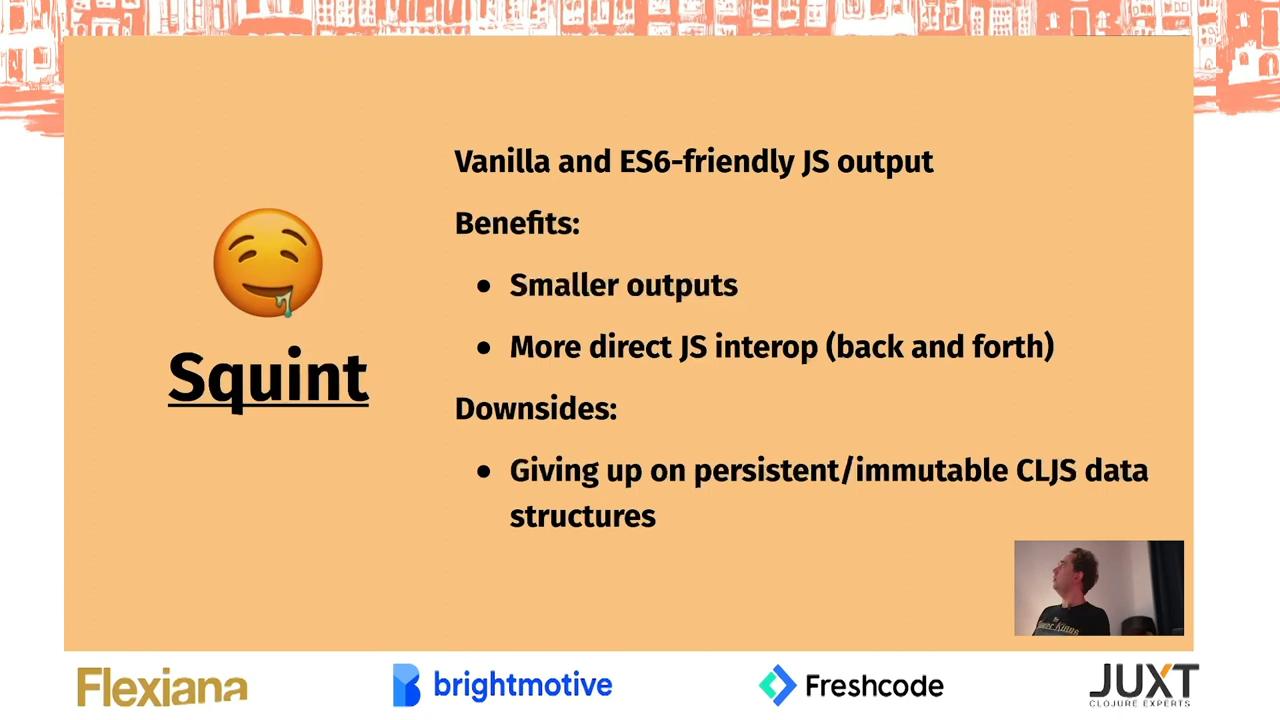 Vanilla and ES6-friendly JS output
Benefits:
• Smaller outputs
• More direct JS interop (back and forth)
Squint
Downsides:
• Giving up on persistent/immutable CLJS data
structures
Flexiana
brightmotive
Freshcode
JUXT
CLOJURE EXPERTS